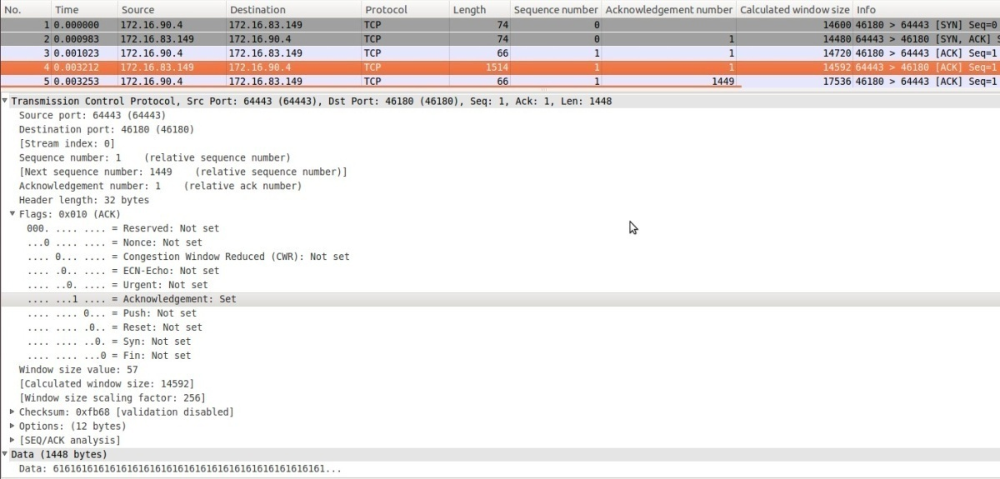 No. Time Source Destination Protocol Length Sequence number Acknowledgement number Calculated window size Info
1 0.000000 172.16.90.4 172.16.83.149 TCP 74 0 14600 46180 > 64443 [SYN] Seq=0
2 0.000983 172.16.83.149 172.16.90.4 TCP 74 0 1 14480 64443 > 46180 [SYN, ACK] S
3 0.001023 172.16.90.4 172.16.83.149 TCP 66 1 1 14720 46180 > 64443 [ACK] Seq=1
4 0.003212 172.16.83.149 172.16.90.4 TCP 1514 1 1 14592 64443 > 46180 [ACK] Seq=1
5 0.003253 172.16.90.4 172.16.83.149 TCP 66 1 1449 17536 46180 > 64443 [ACK] Seq=1
Transmission Control Protocol, Src Port: 64443 (64443), Dst Port: 46180 (46180), Seq: 1, Ack: 1, Len: 1448
Source port: 64443 (64443)
Destination port: 46180 (46180)
[Stream index: 0]
Sequence number: 1 (relative sequence number)
[Next sequence number: 1449 (relative sequence number)]
Acknowledgement number: 1 (relative ack number)
Header length: 32 bytes
Flags: 0x010 (ACK)
000. .... .... = Reserved: Not set
...0 .... .... = Nonce: Not set
.... 0... .... = Congestion Window Reduced (CWR): Not set
.... .0.. .... = ECN-Echo: Not set
.... ..0. .... = Urgent: Not set
.... ...1 .... = Acknowledgement: Set
.... .... 0... = Push: Not set
.... .... .0.. = Reset: Not set
.... .... ..0. = Syn: Not set
.... .... ...0 = Fin: Not set
Window size value: 57
[Calculated window size: 14592]
[Window size scaling factor: 256]
Checksum: 0xfb68 [validation disabled]
Options: (12 bytes)
[SEQ/ACK analysis]
Data (1448 bytes)
Data: 616161616161616161616161616161616161616161616161...